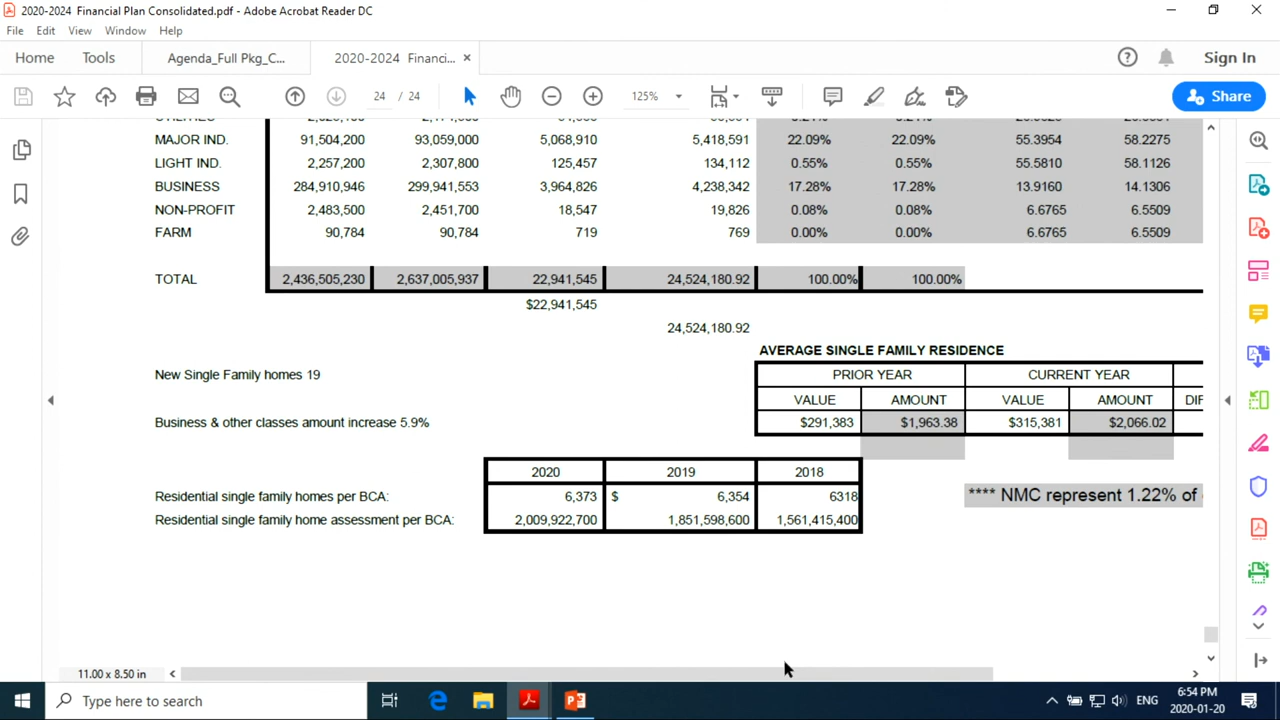 2020-2024 Financial Plan Consolidated.pdf - Adobe Acrobat Reader DC
File Edit View Window Help
Home Tools Agenda_Full Pkg_C... 2020-2024 Financi... × Sign In
24 / 24 125% Share
MAJOR IND. 91,504,200 93,059,000 5,068,910 5,418,591 22.09% 22.09% 55.3954 58.2275
LIGHT IND. 2,257,200 2,307,800 125,457 134,112 0.55% 0.55% 55.5810 58.1126
BUSINESS 284,910,946 299,941,553 3,964,826 4,238,342 17.28% 17.28% 13.9160 14.1306
NON-PROFIT 2,483,500 2,451,700 18,547 19,826 0.08% 0.08% 6.6765 6.5509
FARM 90,784 90,784 719 769 0.00% 0.00% 6.6765 6.5509
TOTAL 2,436,505,230 2,637,005,937 22,941,545 24,524,180.92 100.00% 100.00%
$22,941,545
24,524,180.92
AVERAGE SINGLE FAMILY RESIDENCE
New Single Family homes 19 PRIOR YEAR CURRENT YEAR
VALUE AMOUNT VALUE AMOUNT DIF
Business & other classes amount increase 5.9% $291,383 $1,963.38 $315,381 $2,066.02
2020 2019 2018
Residential single family homes per BCA: 6,373 $ 6,354 6318 **** NMC represent 1.22% of
Residential single family home assessment per BCA: 2,009,922,700 1,851,598,600 1,561,415,400
11.00 x 8.50 in
Type here to search ENG 6:54 PM
2020-01-20